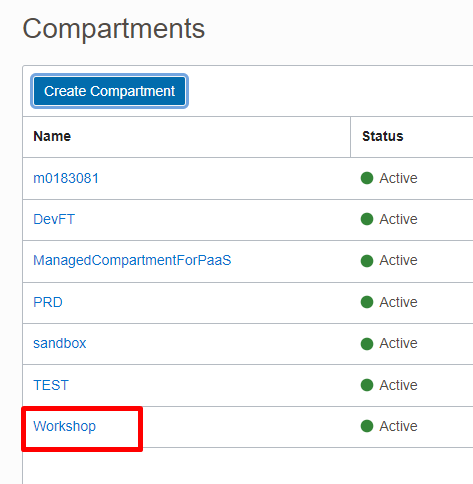 Compartments
Create Compartment
Name Status
m0183081 Active
DevFT Active
ManagedCompartmentForPaaS Active
PRD Active
sandbox Active
TEST Active
Workshop Active